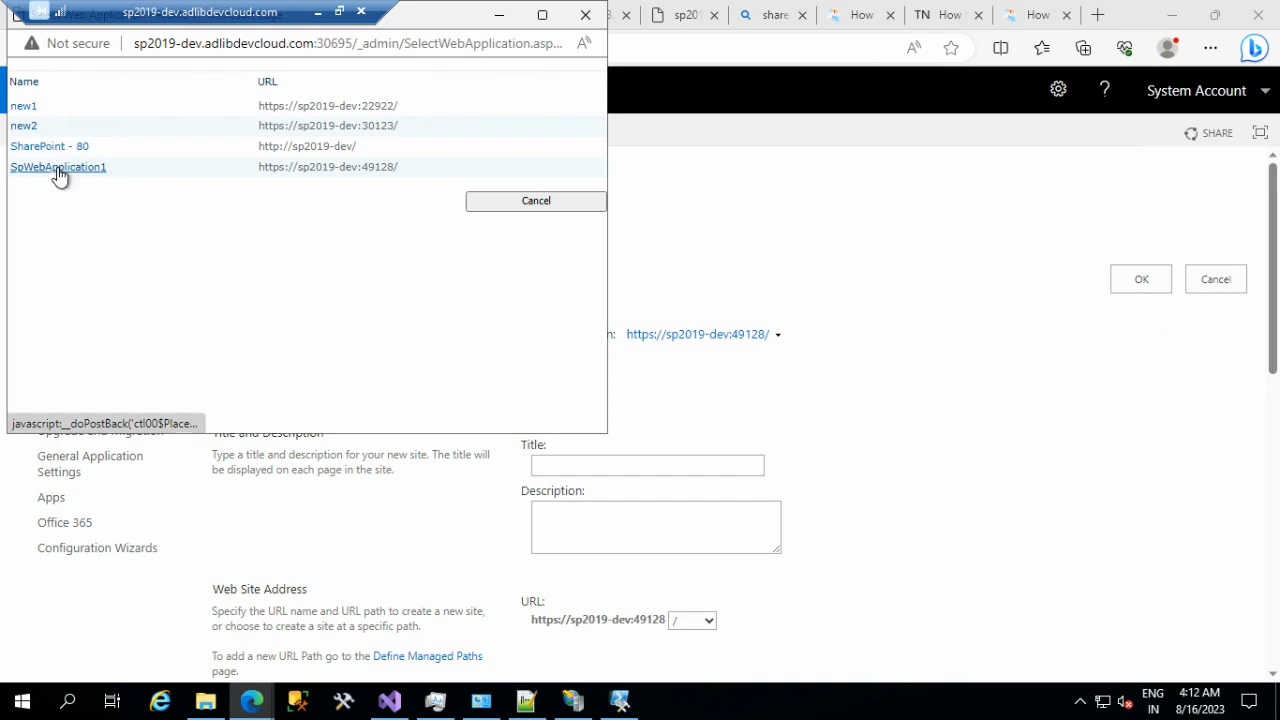 sp2019-dev.adlibdevcloud.com
sp201
share
How
TN How
How
Not secure
sp2019-dev.adlibdevcloud.com:30695/_admin/SelectWebApplication.asp...
System Account
SHARE
Name URL
new1 https://sp2019-dev:22922/
new2 https://sp2019-dev:30123/
SharePoint - 80 http://sp2019-dev/
SpWebApplication1 https://sp2019-dev:49128/
Cancel
OK Cancel
https://sp2019-dev:49128/
javascript:__doPostBack('ctl00$Place...
Title and Description
Type a title and description for your new site. The title will
be displayed on each page in the site.
Title:
Description:
General Application
Settings
Apps
Office 365
Configuration Wizards
Web Site Address
Specify the URL name and URL path to create a new site,
or choose to create a site at a specific path.
To add a new URL Path go to the Define Managed Paths
page.
URL:
https://sp2019-dev:49128 /
ENG
IN
4:12 AM
8/16/2023